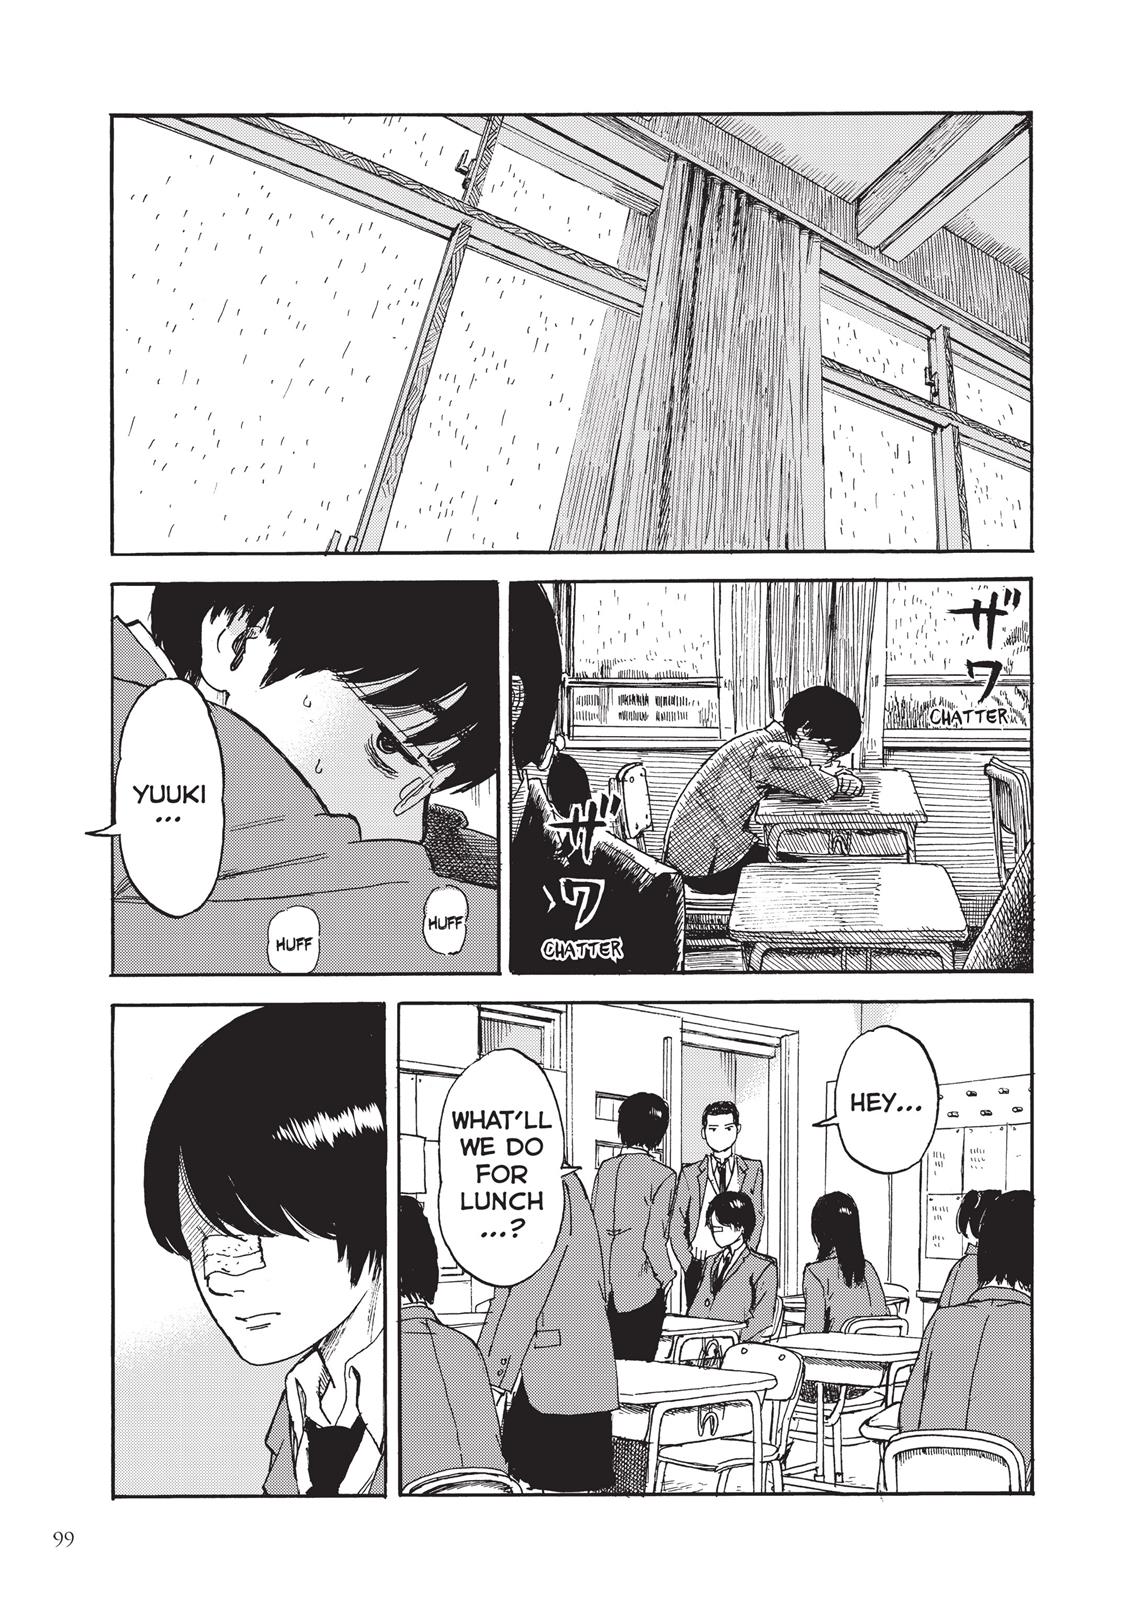 ザワ
CHATTER
ザワ
CHATTER
YUUKI
...
HUFF
HUFF
HEY...
WHAT'LL
WE DO
FOR
LUNCH
...?
99